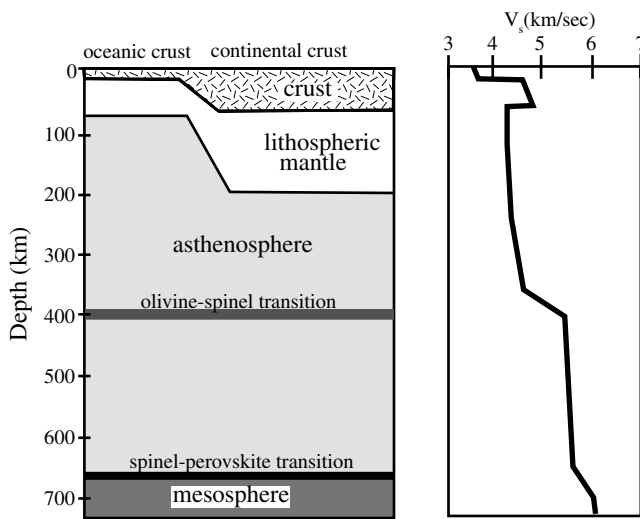 V_s(km/sec)
3 4 5 6 7
oceanic crust continental crust
0
crust
100
lithospheric
mantle
200
asthenosphere
300
olivine-spinel transition
400
500
600
spinel-perovskite transition
700
mesosphere
Depth (km)